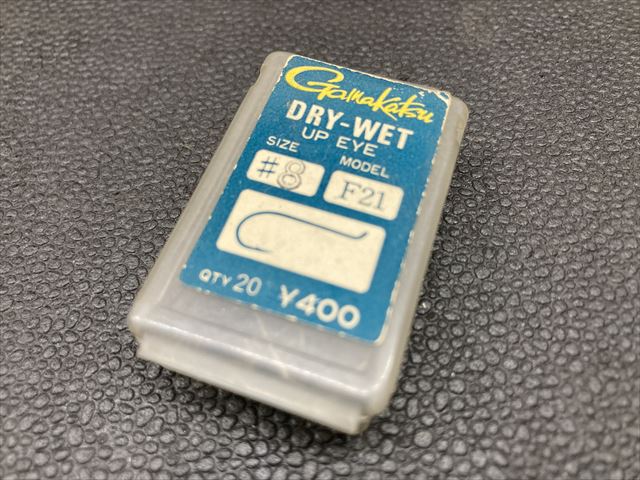 Gamakatsu
DRY-WET
UP EYE
SIZE MODEL
#8 F21
QTY 20 ¥400